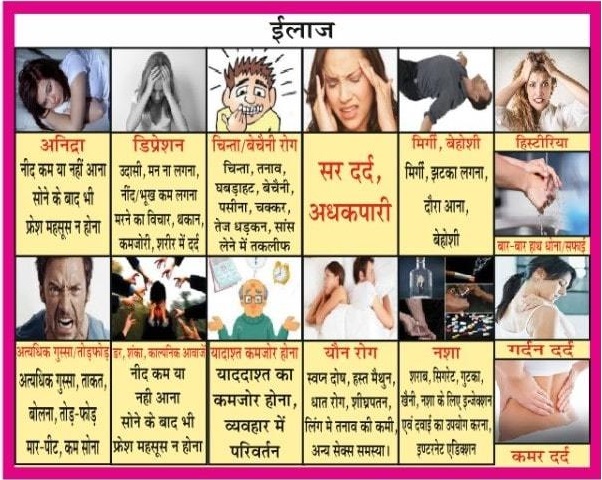 ईलाज
अनिद्रा
नीद कम या नहीं आना
सोने के बाद भी
फ्रेश महसूस न होना
डिप्रेशन
उदासी, मन ना लगना,
नींद/भूख कम लगना
मरने का विचार, थकान,
कमजोरी, शरीर में दर्द
चिन्ता/बेचैनी रोग
चिन्ता, तनाव,
घबड़ाहट, बेचैनी,
पसीना, चक्कर,
तेज धड़कन, सांस
लेने में तकलीफ
सर दर्द,
अधकपारी
मिर्गी, बेहोशी
मिर्गी, झटका लगना,
दौरा आना,
बेहोशी
हिस्टीरिया
बार-बार हाथ धोना/सफाई
अत्यधिक गुस्सा/तोड़फोड़
अत्यधिक गुस्सा, ताकत,
बोलना, तोड़-फोड़
मार-पीट, कम सोना
डर, शंका, काल्पनिक आवाजें
नीद कम या
नही आना
सोने के बाद भी
फ्रेश महसूस न होना
यादाश्त कमजोर होना
याददाश्त का
कमजोर होना,
व्यवहार में
परिवर्तन
यौन रोग
स्वप्न दोष, हस्त मैथुन,
धात रोग, शीघ्रपतन,
लिंग मे तनाव की कमी,
अन्य सेक्स समस्या।
नशा
शराब, सिगरेट, गुटका,
खैनी, नशा के लिए इन्जेक्शन
एवं दवाई का उपयोग करना,
इण्टरनेट एडिक्शन
गर्दन दर्द
कमर दर्द